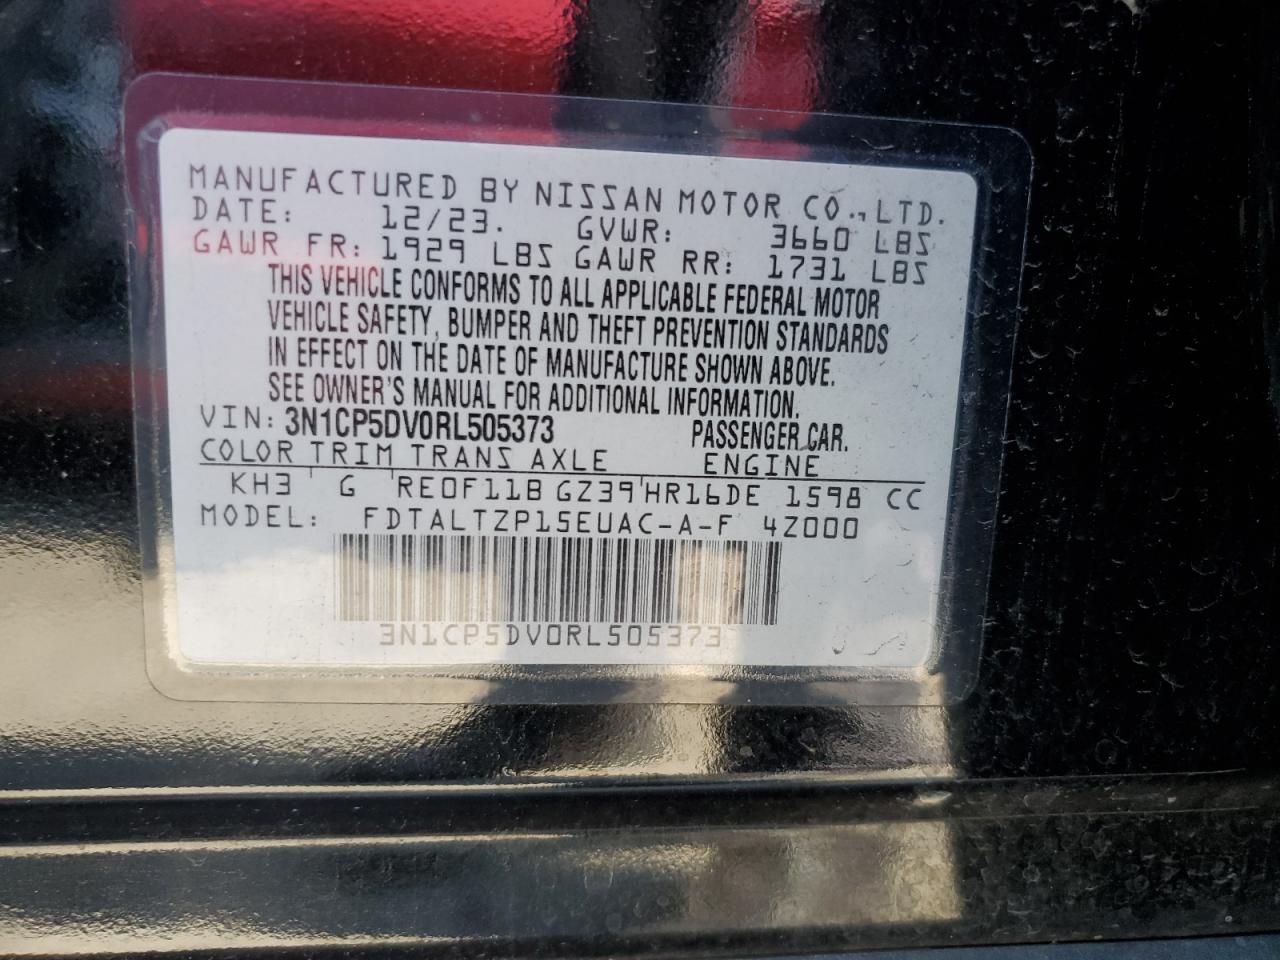 MANUFACTURED BY NISSAN MOTOR CO., LTD.
DATE: 12/23. GVWR: 3660 LBS
GAWR FR: 1929 LBS GAWR RR: 1731 LBS
THIS VEHICLE CONFORMS TO ALL APPLICABLE FEDERAL MOTOR
VEHICLE SAFETY, BUMPER AND THEFT PREVENTION STANDARDS
IN EFFECT ON THE DATE OF MANUFACTURE SHOWN ABOVE.
SEE OWNER'S MANUAL FOR ADDITIONAL INFORMATION.
VIN: 3N1CP5DV0RL505373 PASSENGER CAR.
COLOR TRIM TRANS AXLE ENGINE
KH3 G RE0F11B GZ39 HR16DE 1598 CC
MODEL: FDTALTZP15EUAC-A-F 4Z000
3N1CP5DV0RL505373